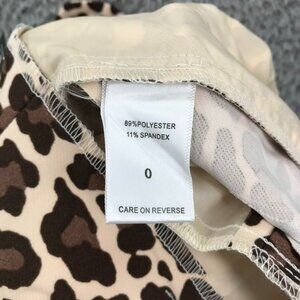 89%POLYESTER
11% SPANDEX
0
CARE ON REVERSE